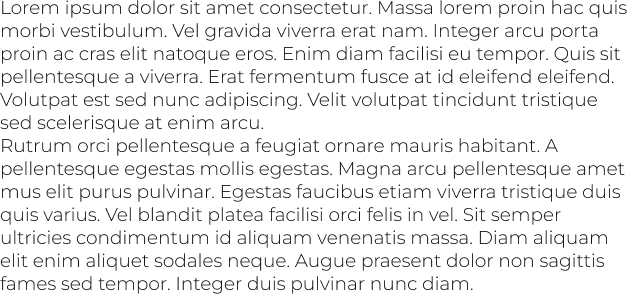 Lorem ipsum dolor sit amet consectetur. Massa lorem proin hac quis
morbi vestibulum. Vel gravida viverra erat nam. Integer arcu porta
proin ac cras elit natoque eros. Enim diam facilisi eu tempor. Quis sit
pellentesque a viverra. Erat fermentum fusce at id eleifend eleifend.
Volutpat est sed nunc adipiscing. Velit volutpat tincidunt tristique
sed scelerisque at enim arcu.
Rutrum orci pellentesque a feugiat ornare mauris habitant. A
pellentesque egestas mollis egestas. Magna arcu pellentesque amet
mus elit purus pulvinar. Egestas faucibus etiam viverra tristique duis
quis varius. Vel blandit platea facilisi orci felis in vel. Sit semper
ultricies condimentum id aliquam venenatis massa. Diam aliquam
elit enim aliquet sodales neque. Augue praesent dolor non sagittis
fames sed tempor. Integer duis pulvinar nunc diam.